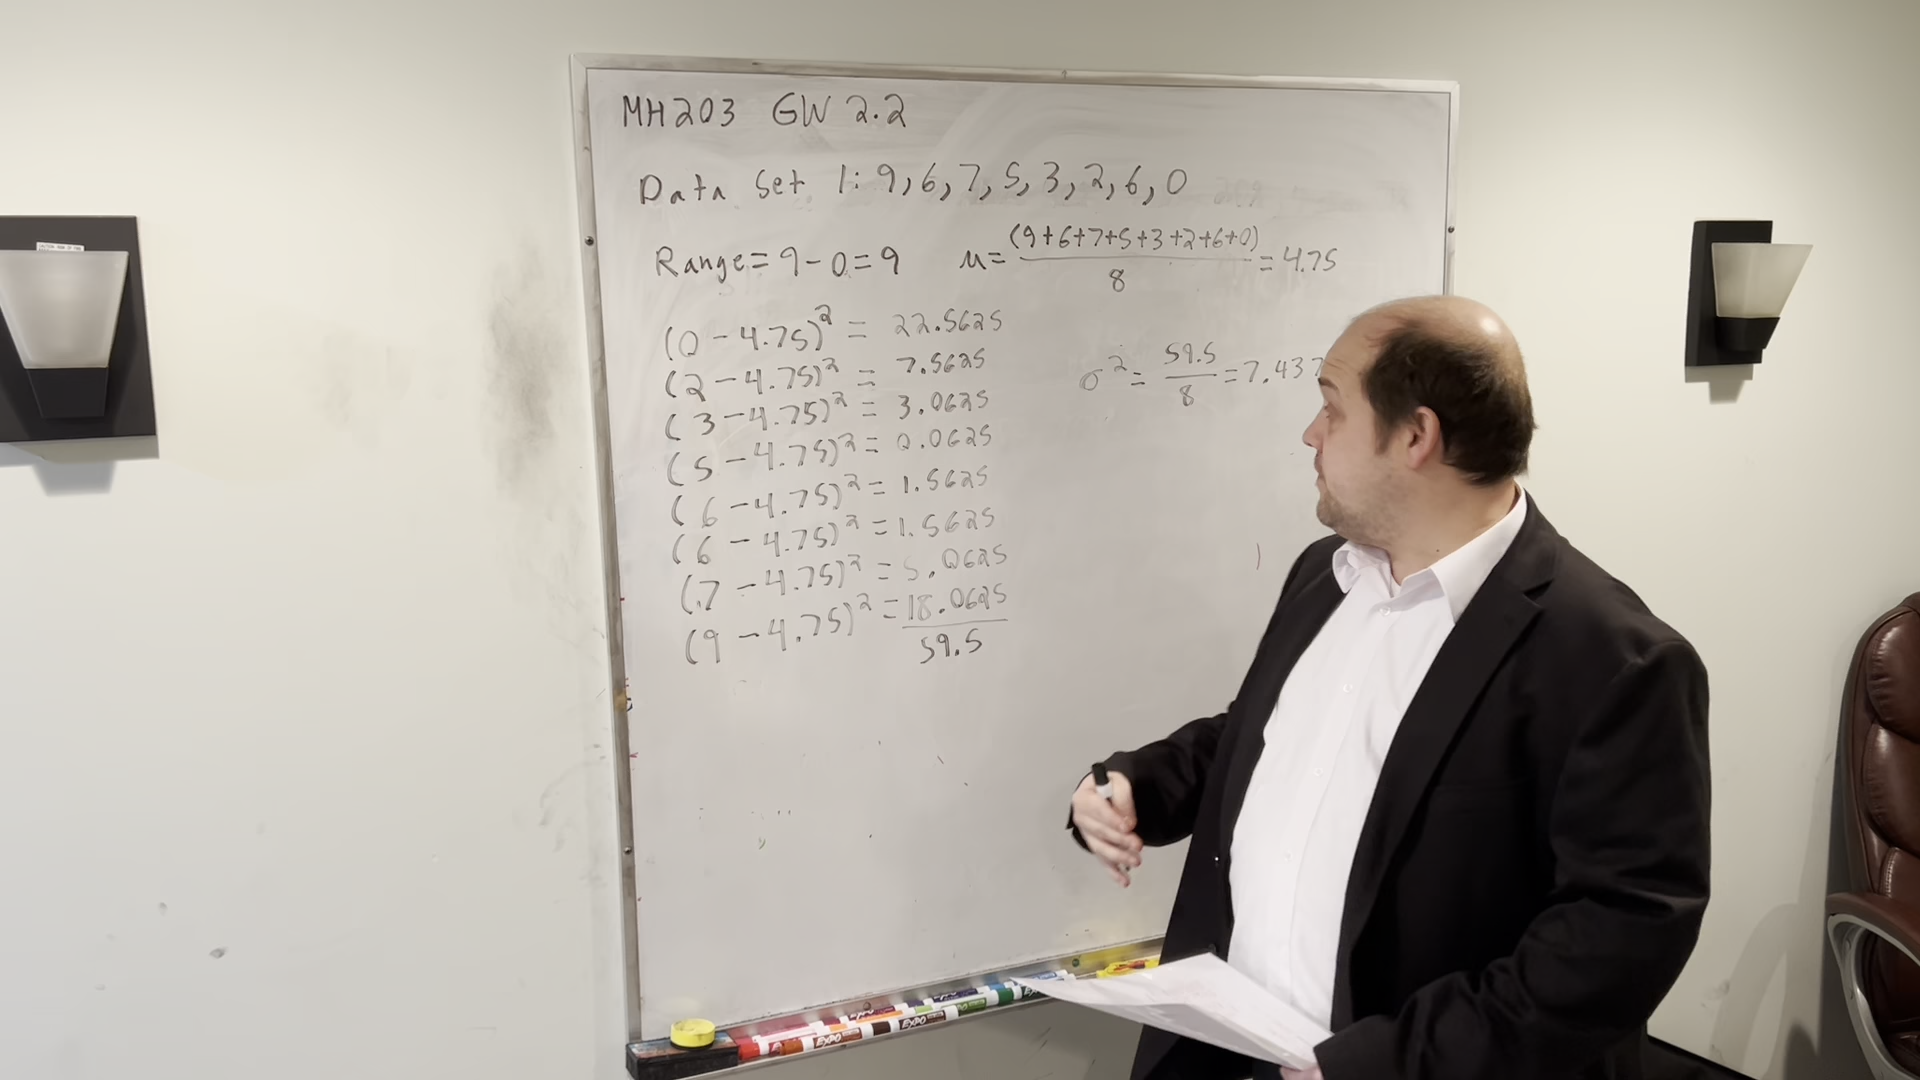 MH203 GW 2.2
Data Set 1: 9, 6, 7, 5, 3, 2, 6, 0
Range = 9 - 0 = 9
μ = (9+6+7+5+3+2+6+0) / 8 = 4.75
(0 - 4.75)² = 22.5625
(2 - 4.75)² = 7.5625
(3 - 4.75)² = 3.0625
(5 - 4.75)² = 0.0625
(6 - 4.75)² = 1.5625
(6 - 4.75)² = 1.5625
(7 - 4.75)² = 5.0625
(9 - 4.75)² = 18.0625
59.5
σ² = 59.5 / 8 = 7.437
EXPO
EXPO